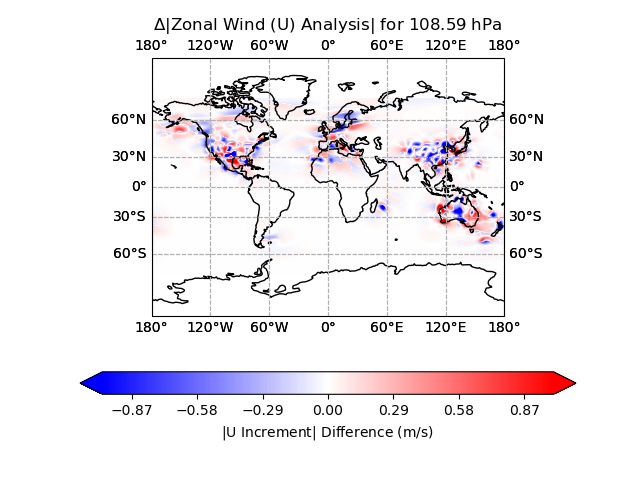 Δ|Zonal Wind (U) Analysis| for 108.59 hPa
180° 120°W 60°W 0° 60°E 120°E 180°
60°N 60°N
30°N 30°N
0° 0°
30°S 30°S
60°S 60°S
180° 120°W 60°W 0° 60°E 120°E 180°
−0.87 −0.58 −0.29 0.00 0.29 0.58 0.87
|U Increment| Difference (m/s)